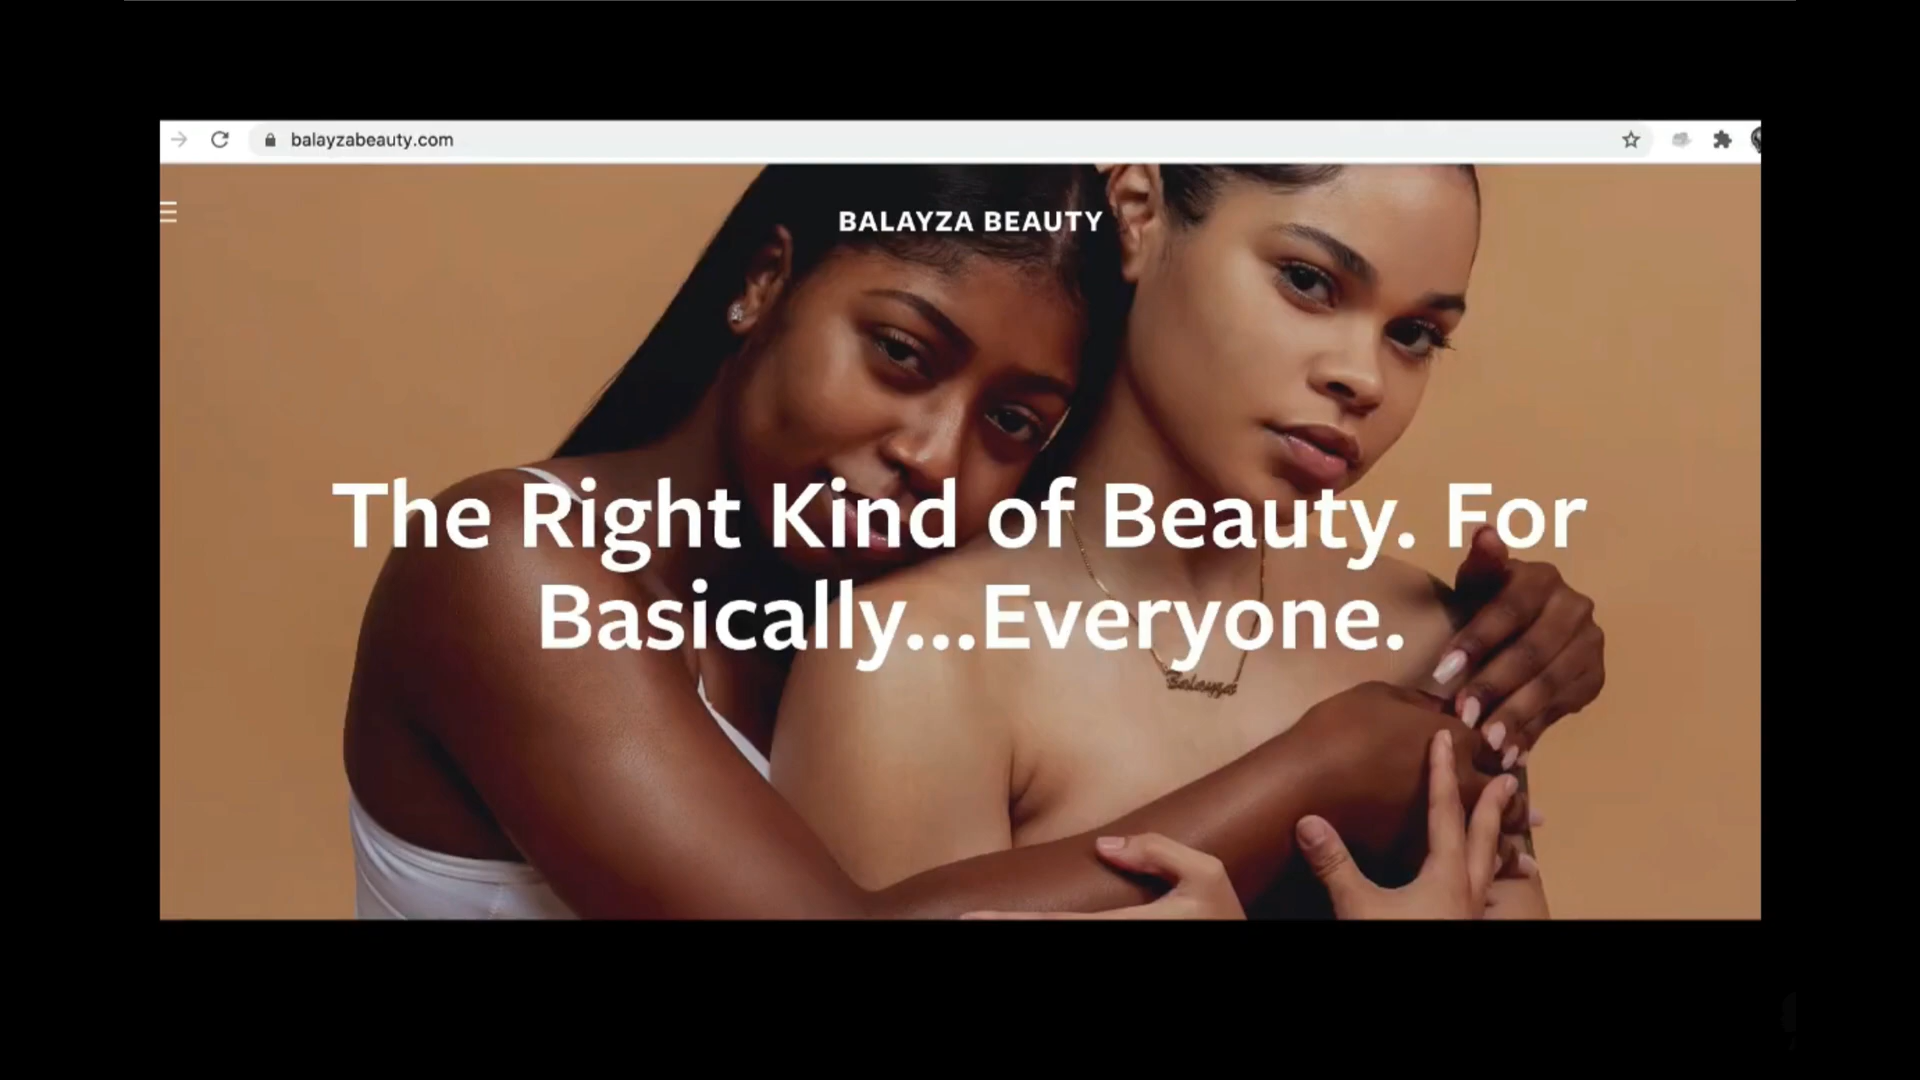 balayzabeauty.com
BALAYZA BEAUTY
The Right Kind of Beauty. For
Basically...Everyone.
Balayza